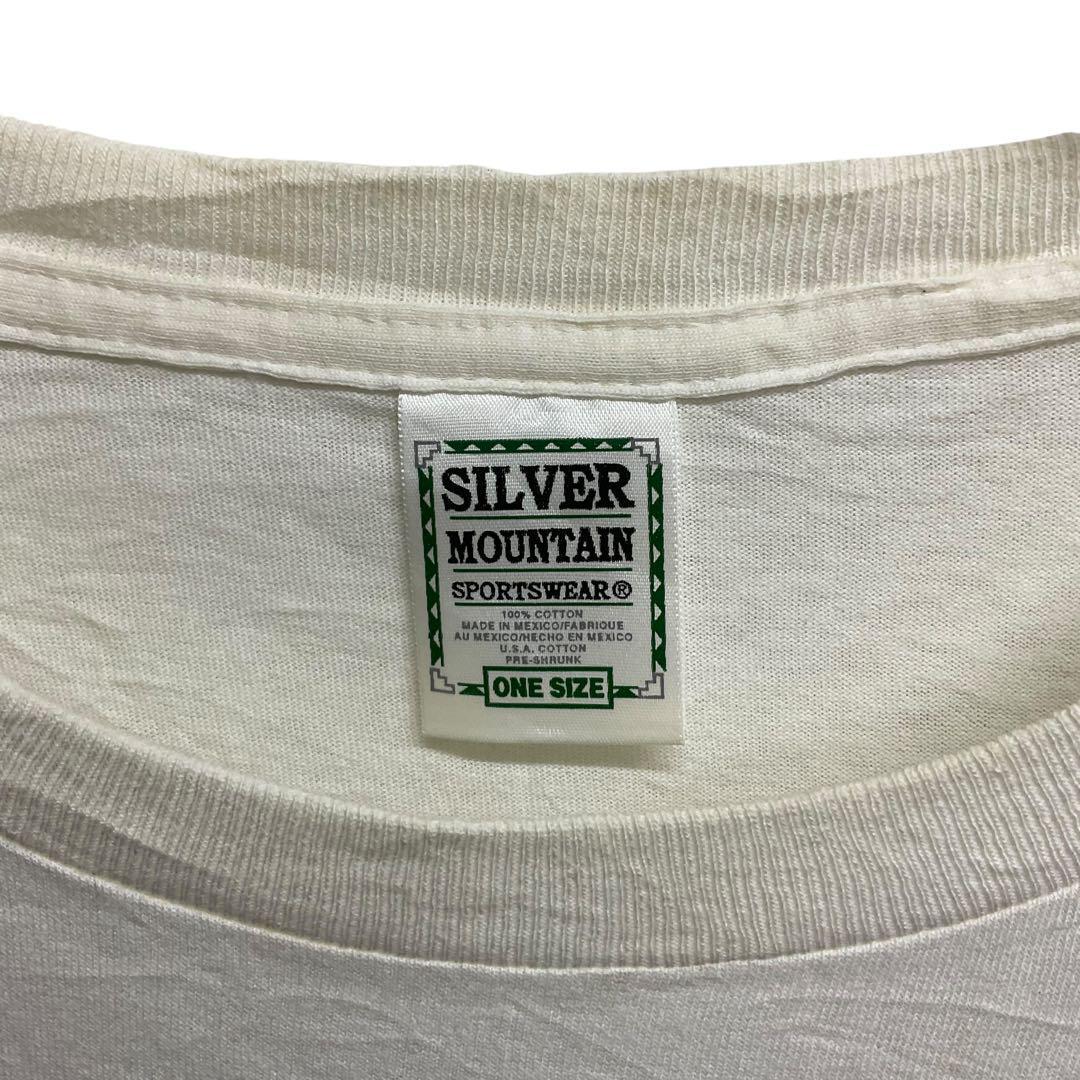 SILVER
MOUNTAIN
SPORTSWEAR®
100% COTTON
MADE IN MEXICO/FABRIQUE
AU MEXICO/HECHO EN MEXICO
U.S.A. COTTON
PRE-SHRUNK
ONE SIZE